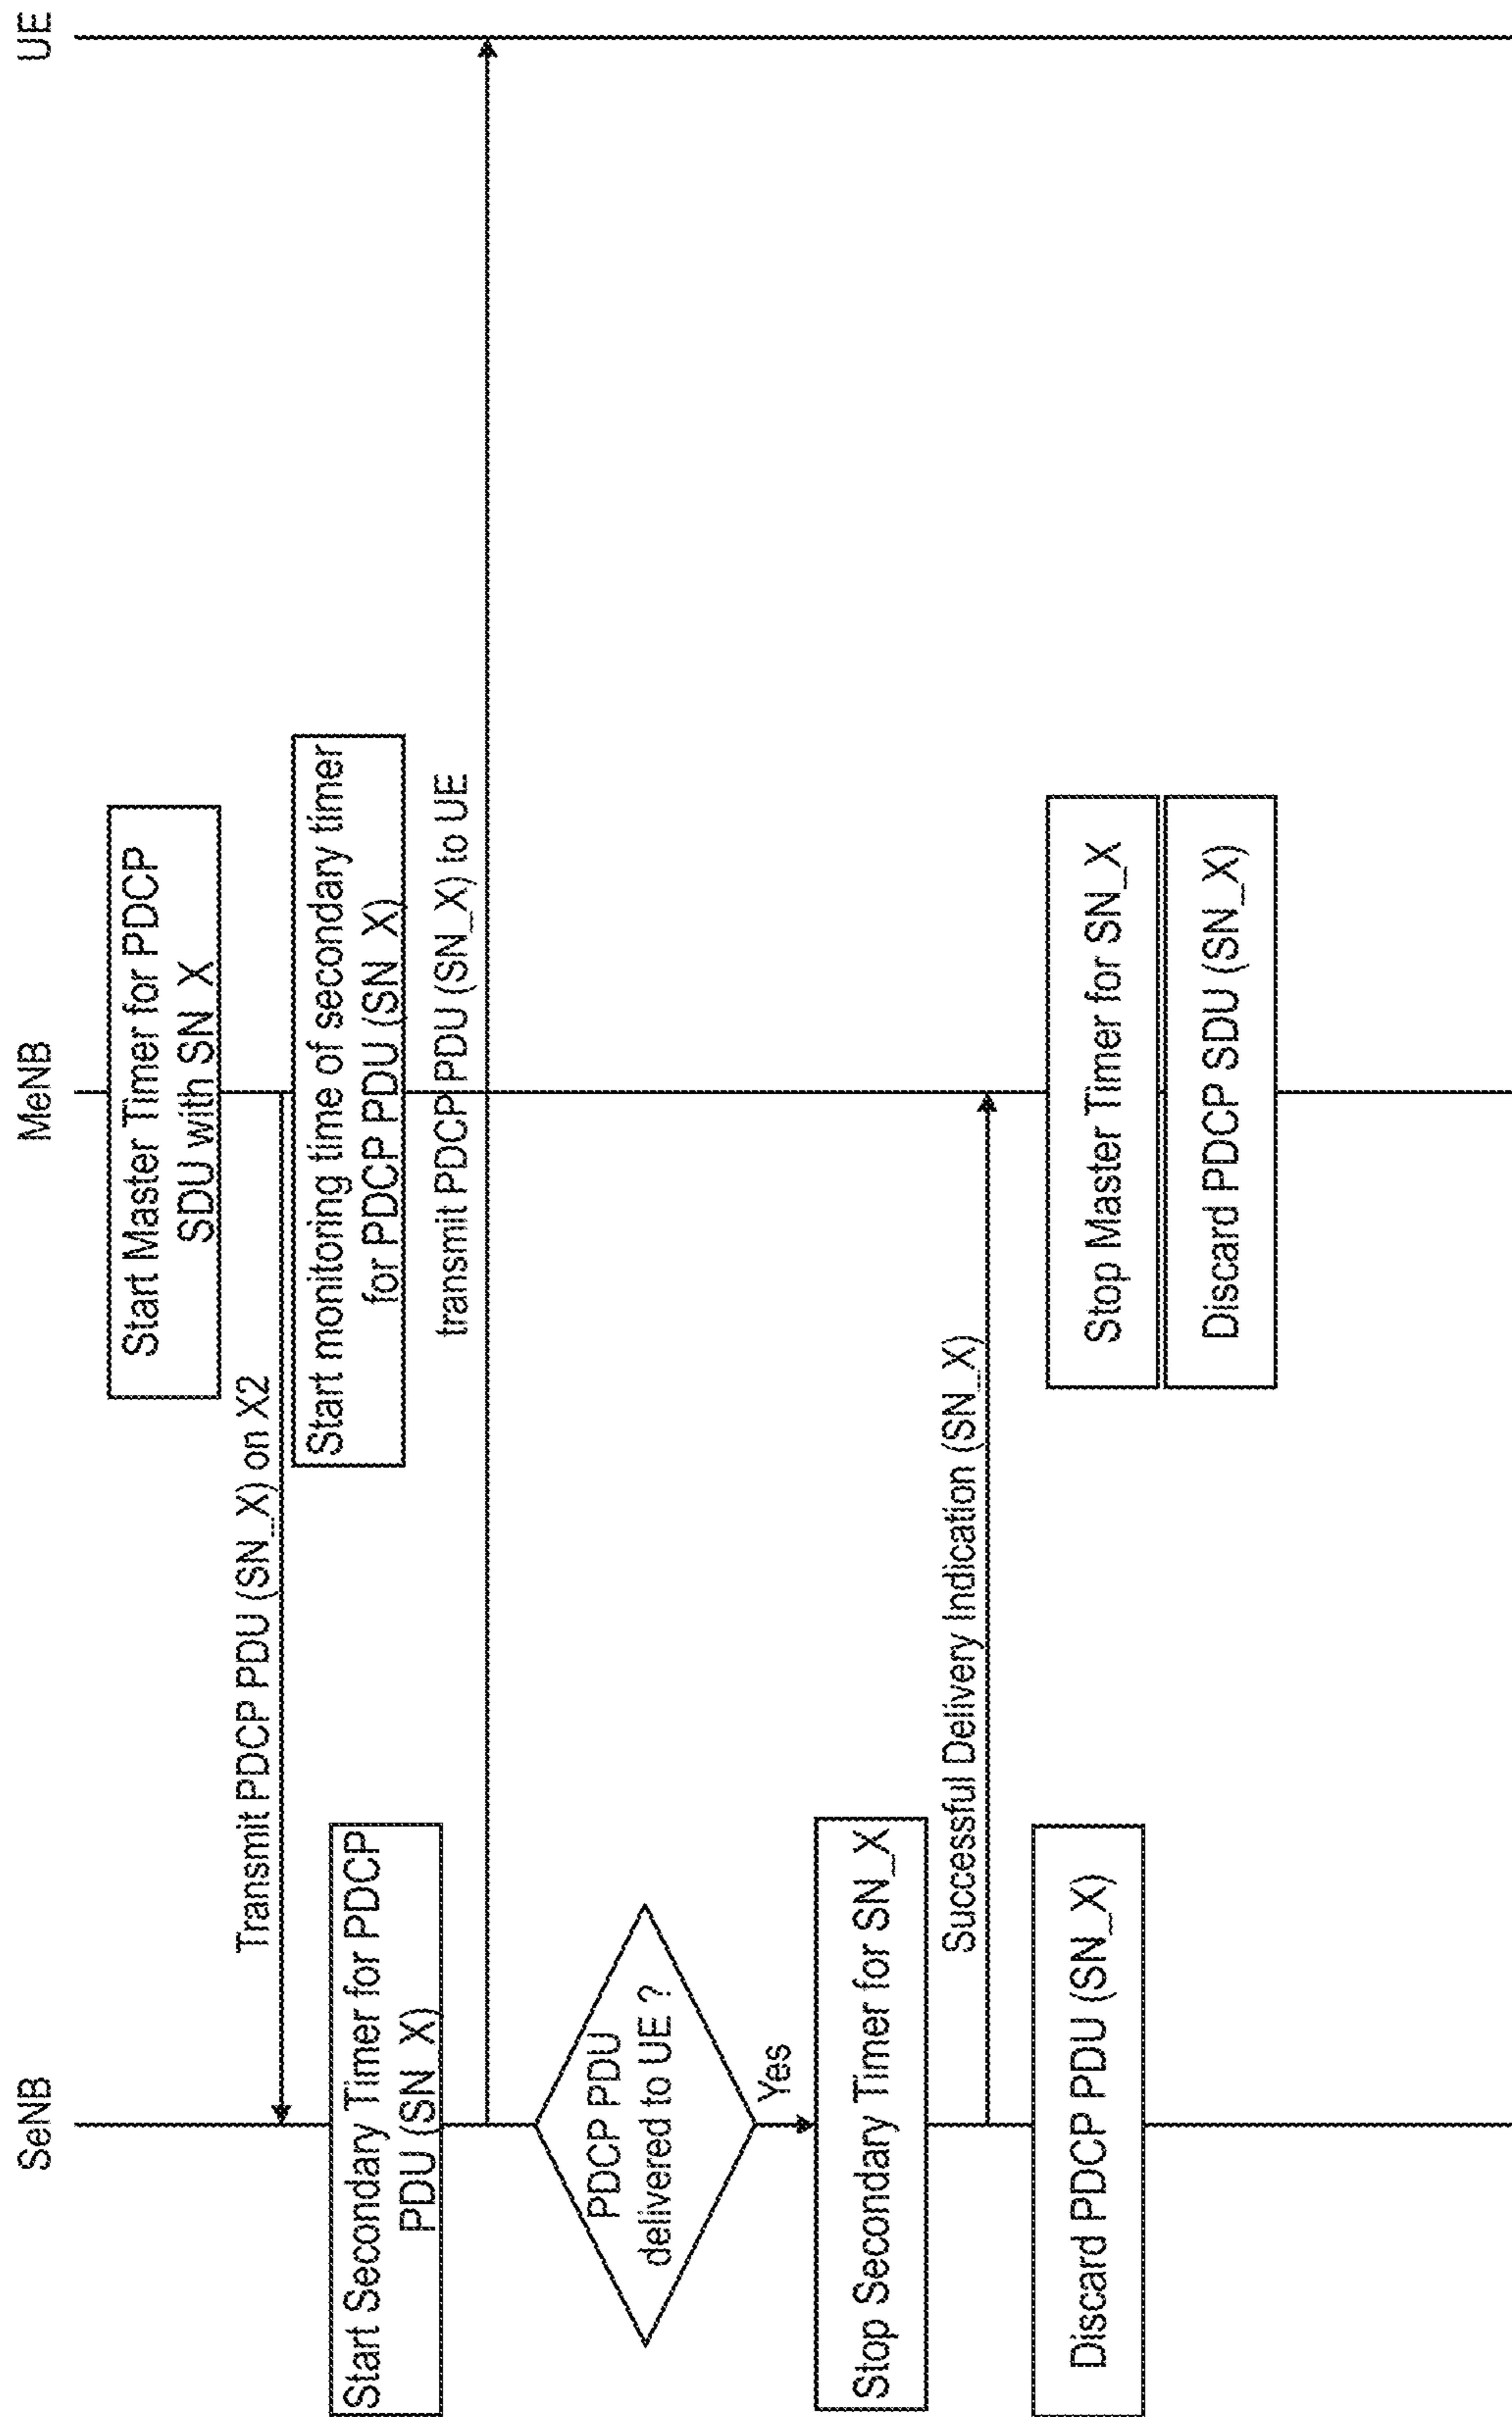 SeNB
MeNB
UE
Start Master Timer for PDCP
SDU with SN_X
Transmit PDCP PDU (SN_X) on X2
Start monitoring time of secondary timer
for PDCP PDU (SN_X)
Start Secondary Timer for PDCP
PDU (SN_X)
transmit PDCP PDU (SN_X) to UE
PDCP PDU
delivered to UE ?
Yes
Stop Secondary Timer for SN_X
Successful Delivery Indication (SN_X)
Discard PDCP PDU (SN_X)
Stop Master Timer for SN_X
Discard PDCP SDU (SN_X)